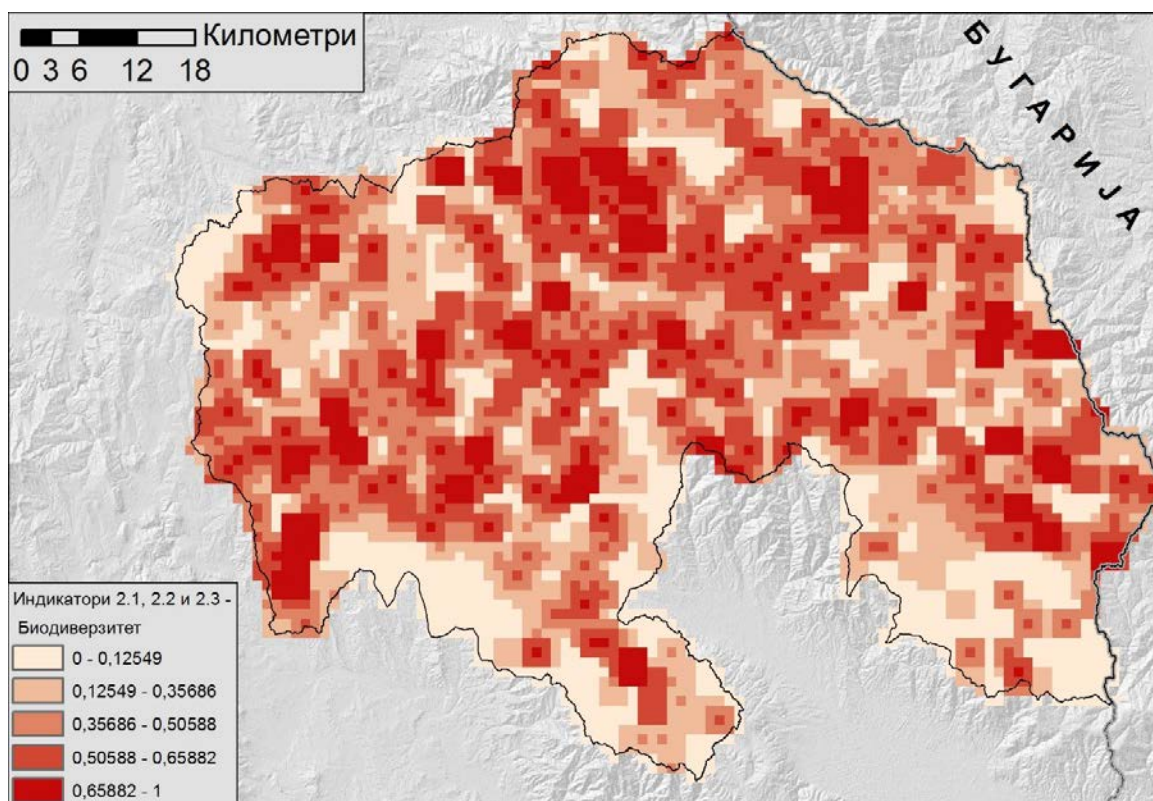 Километри
0 3 6 12 18
БУГАРИЈА
Индикатори 2.1, 2.2 и 2.3 -
Биодиверзитет
0 - 0,12549
0,12549 - 0,35686
0,35686 - 0,50588
0,50588 - 0,65882
0,65882 - 1